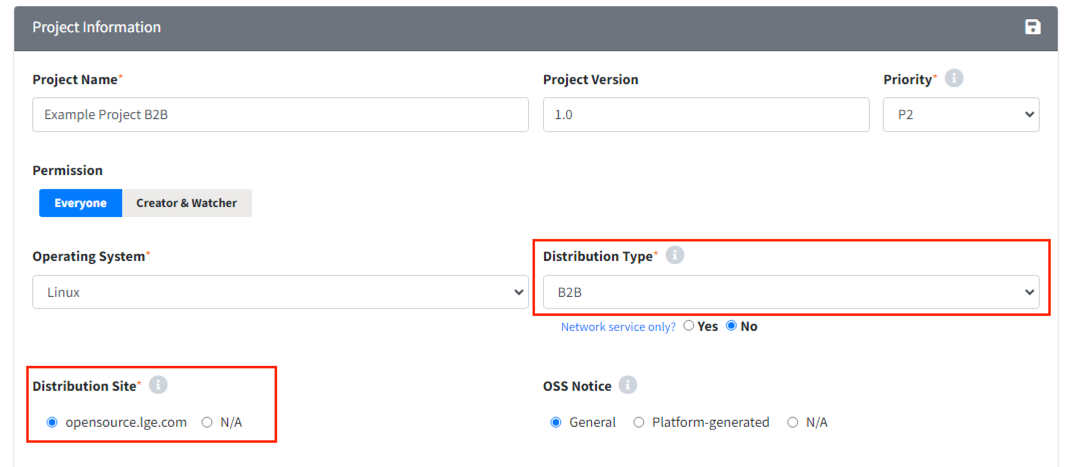 Project Information
Project Name* Project Version Priority* i
Example Project B2B 1.0 P2
Permission
Everyone Creator & Watcher
Operating System* Distribution Type* i
Linux B2B
Network service only? Yes No
Distribution Site* i OSS Notice i
opensource.lge.com N/A General Platform-generated N/A